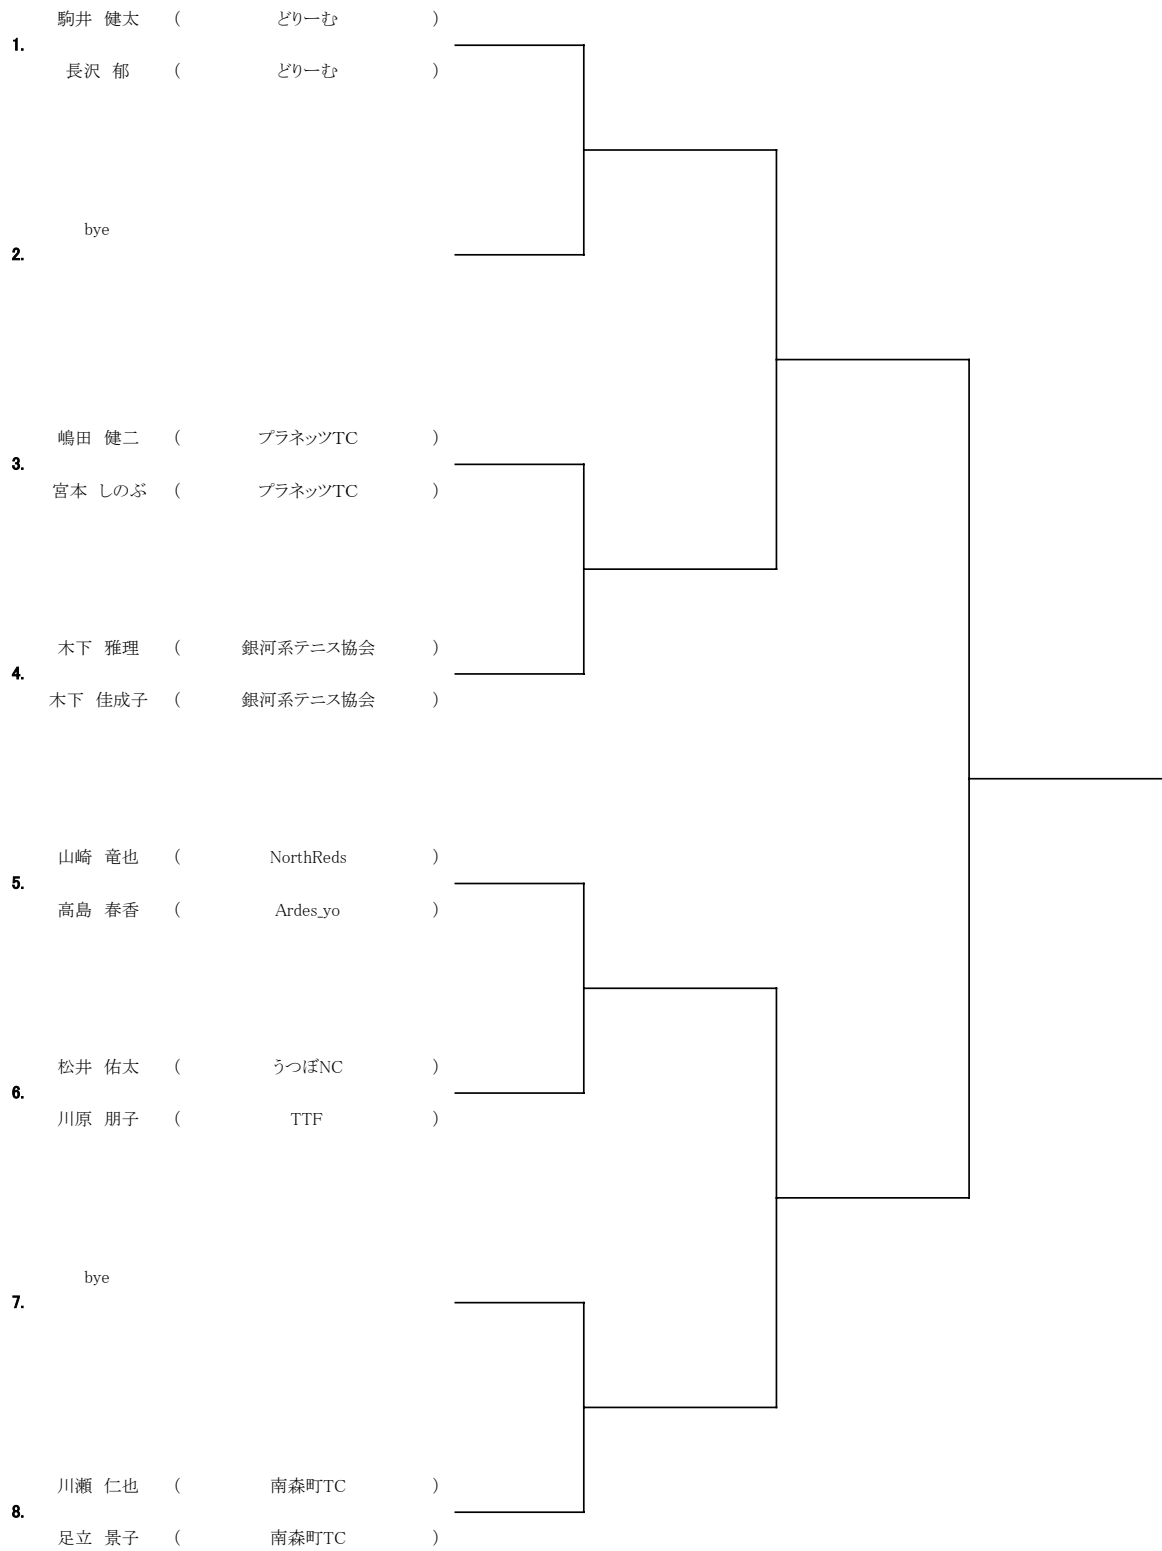 駒井 健太 ( どりーむ )
1.
長沢 郁 ( どりーむ )
bye
2.
嶋田 健二 ( プラネッツTC )
3.
宮本 しのぶ ( プラネッツTC )
木下 雅理 ( 銀河系テニス協会 )
4.
木下 佳成子 ( 銀河系テニス協会 )
山崎 竜也 ( NorthReds )
5.
高島 春香 ( Ardes_yo )
松井 佑太 ( うつぼNC )
6.
川原 朋子 ( TTF )
bye
7.
川瀬 仁也 ( 南森町TC )
8.
足立 景子 ( 南森町TC )